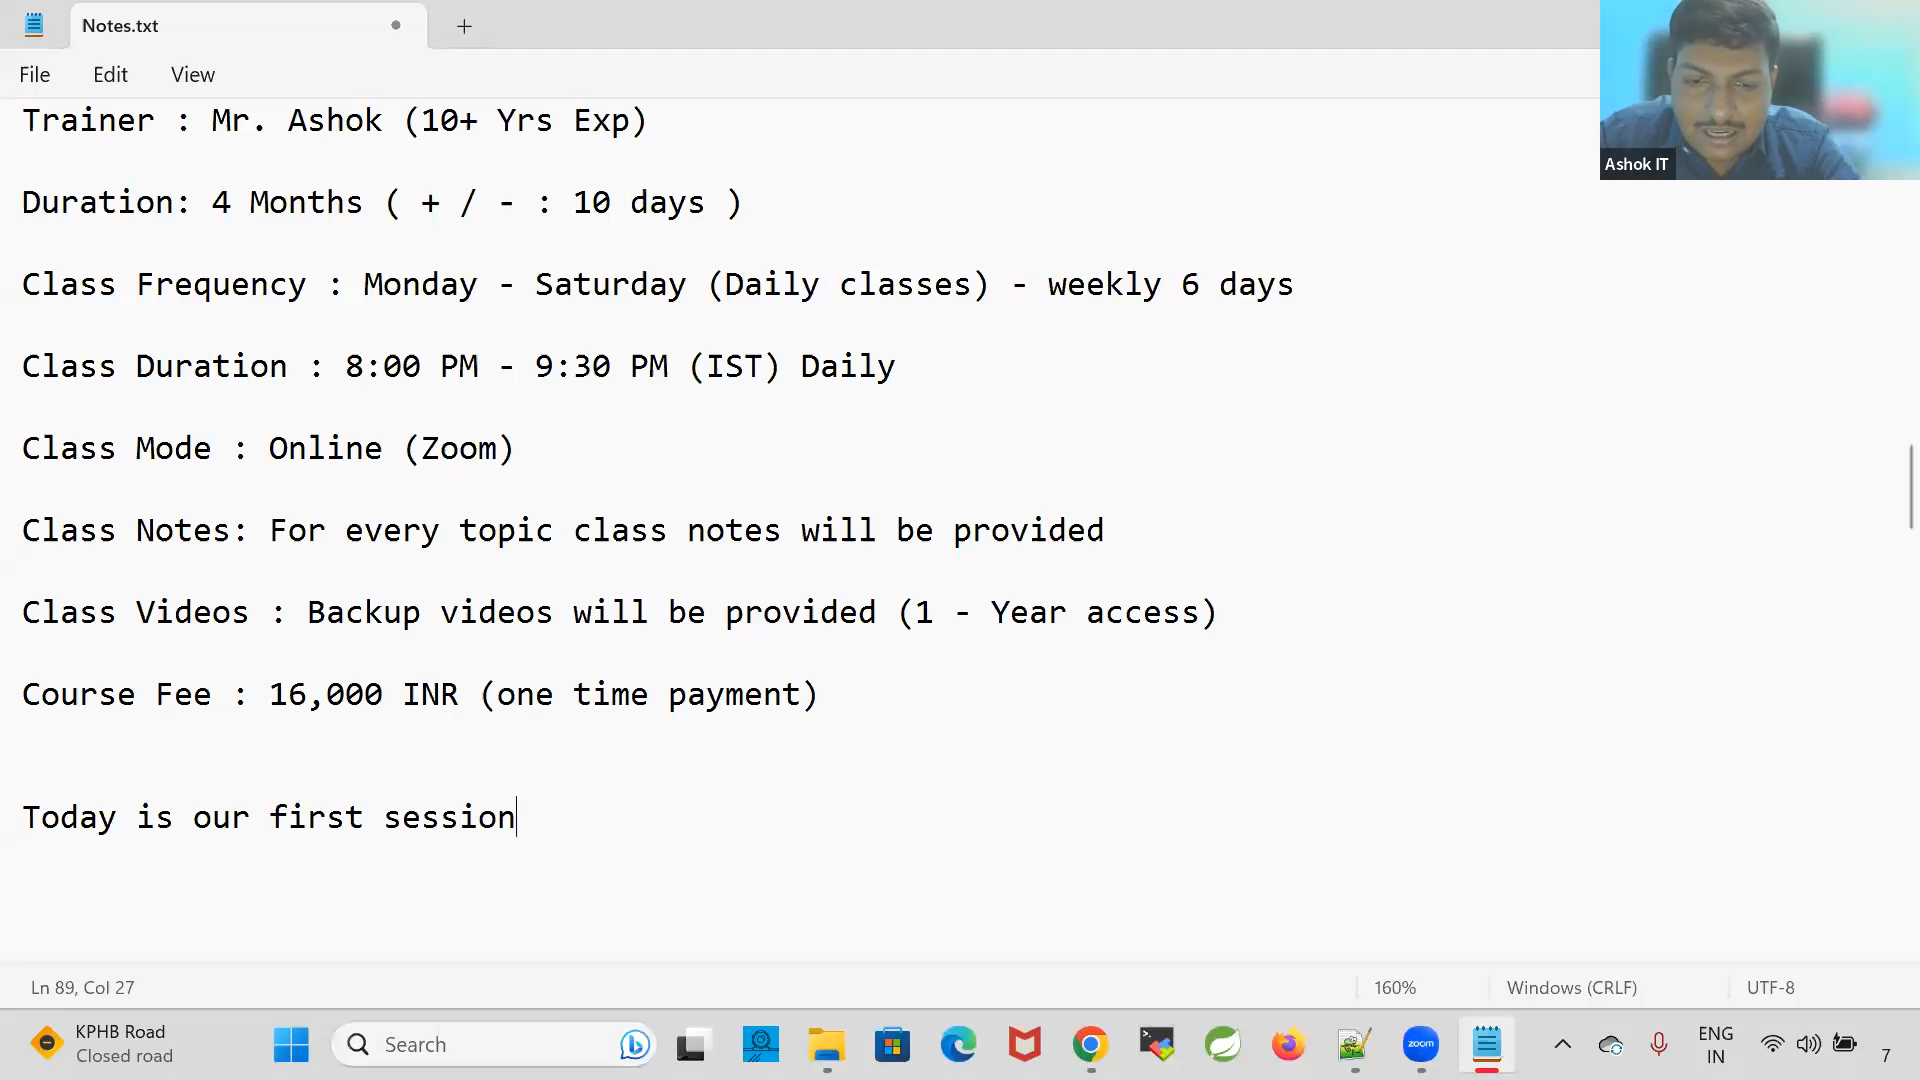 Notes.txt
File Edit View
Trainer : Mr. Ashok (10+ Yrs Exp)
Duration: 4 Months ( + / - : 10 days )
Class Frequency : Monday - Saturday (Daily classes) - weekly 6 days
Class Duration : 8:00 PM - 9:30 PM (IST) Daily
Class Mode : Online (Zoom)
Class Notes: For every topic class notes will be provided
Class Videos : Backup videos will be provided (1 - Year access)
Course Fee : 16,000 INR (one time payment)
Today is our first session
Ashok IT
Ln 89, Col 27 160% Windows (CRLF) UTF-8
KPHB Road
Closed road
Search
zoom
ENG
IN
7